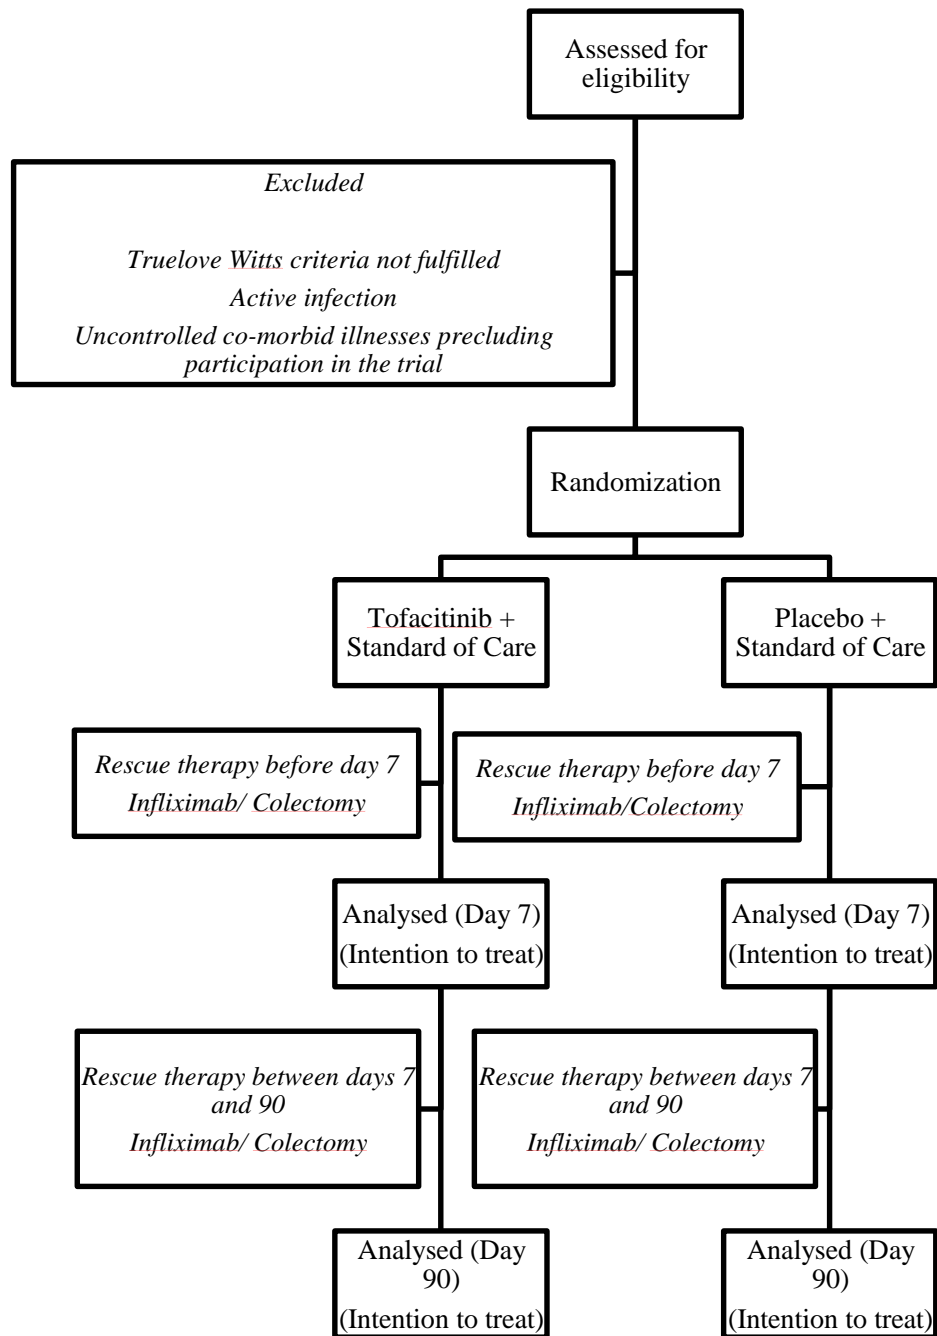 Assessed for
eligibility
Excluded
Truelove Witts criteria not fulfilled
Active infection
Uncontrolled co-morbid illnesses precluding
participation in the trial
Randomization
Tofacitinib +
Standard of Care
Placebo +
Standard of Care
Rescue therapy before day 7
Infliximab/ Colectomy
Rescue therapy before day 7
Infliximab/Colectomy
Analysed (Day 7)
(Intention to treat)
Analysed (Day 7)
(Intention to treat)
Rescue therapy between days 7
and 90
Infliximab/ Colectomy
Rescue therapy between days 7
and 90
Infliximab/ Colectomy
Analysed (Day
90)
(Intention to treat)
Analysed (Day
90)
(Intention to treat)